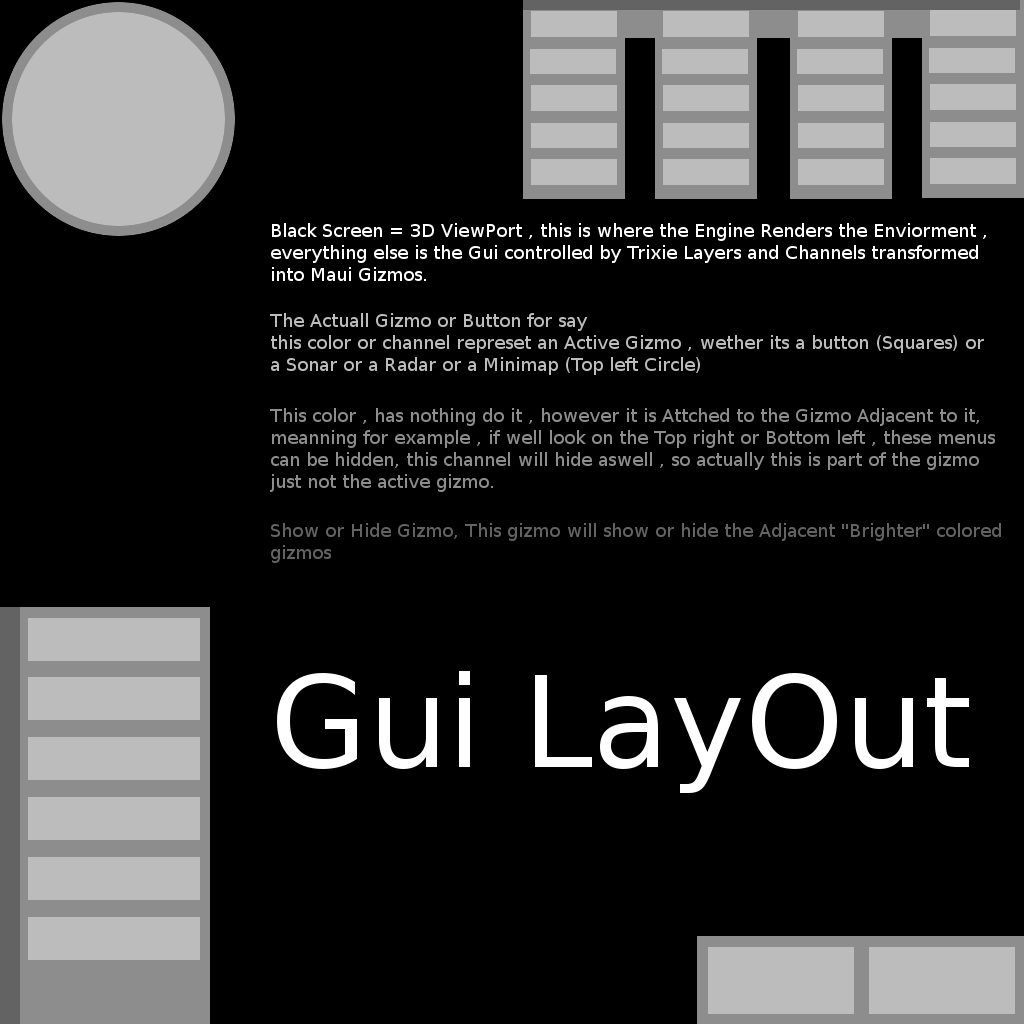 Black Screen = 3D ViewPort , this is where the Engine Renders the Enviorment ,
everything else is the Gui controlled by Trixie Layers and Channels transformed
into Maui Gizmos.
The Actuall Gizmo or Button for say
this color or channel represet an Active Gizmo , wether its a button (Squares) or
a Sonar or a Radar or a Minimap (Top left Circle)
This color , has nothing do it , however it is Attched to the Gizmo Adjacent to it,
meanning for example , if well look on the Top right or Bottom left , these menus
can be hidden, this channel will hide aswell , so actually this is part of the gizmo
just not the active gizmo.
Show or Hide Gizmo, This gizmo will show or hide the Adjacent "Brighter" colored
gizmos
Gui LayOut